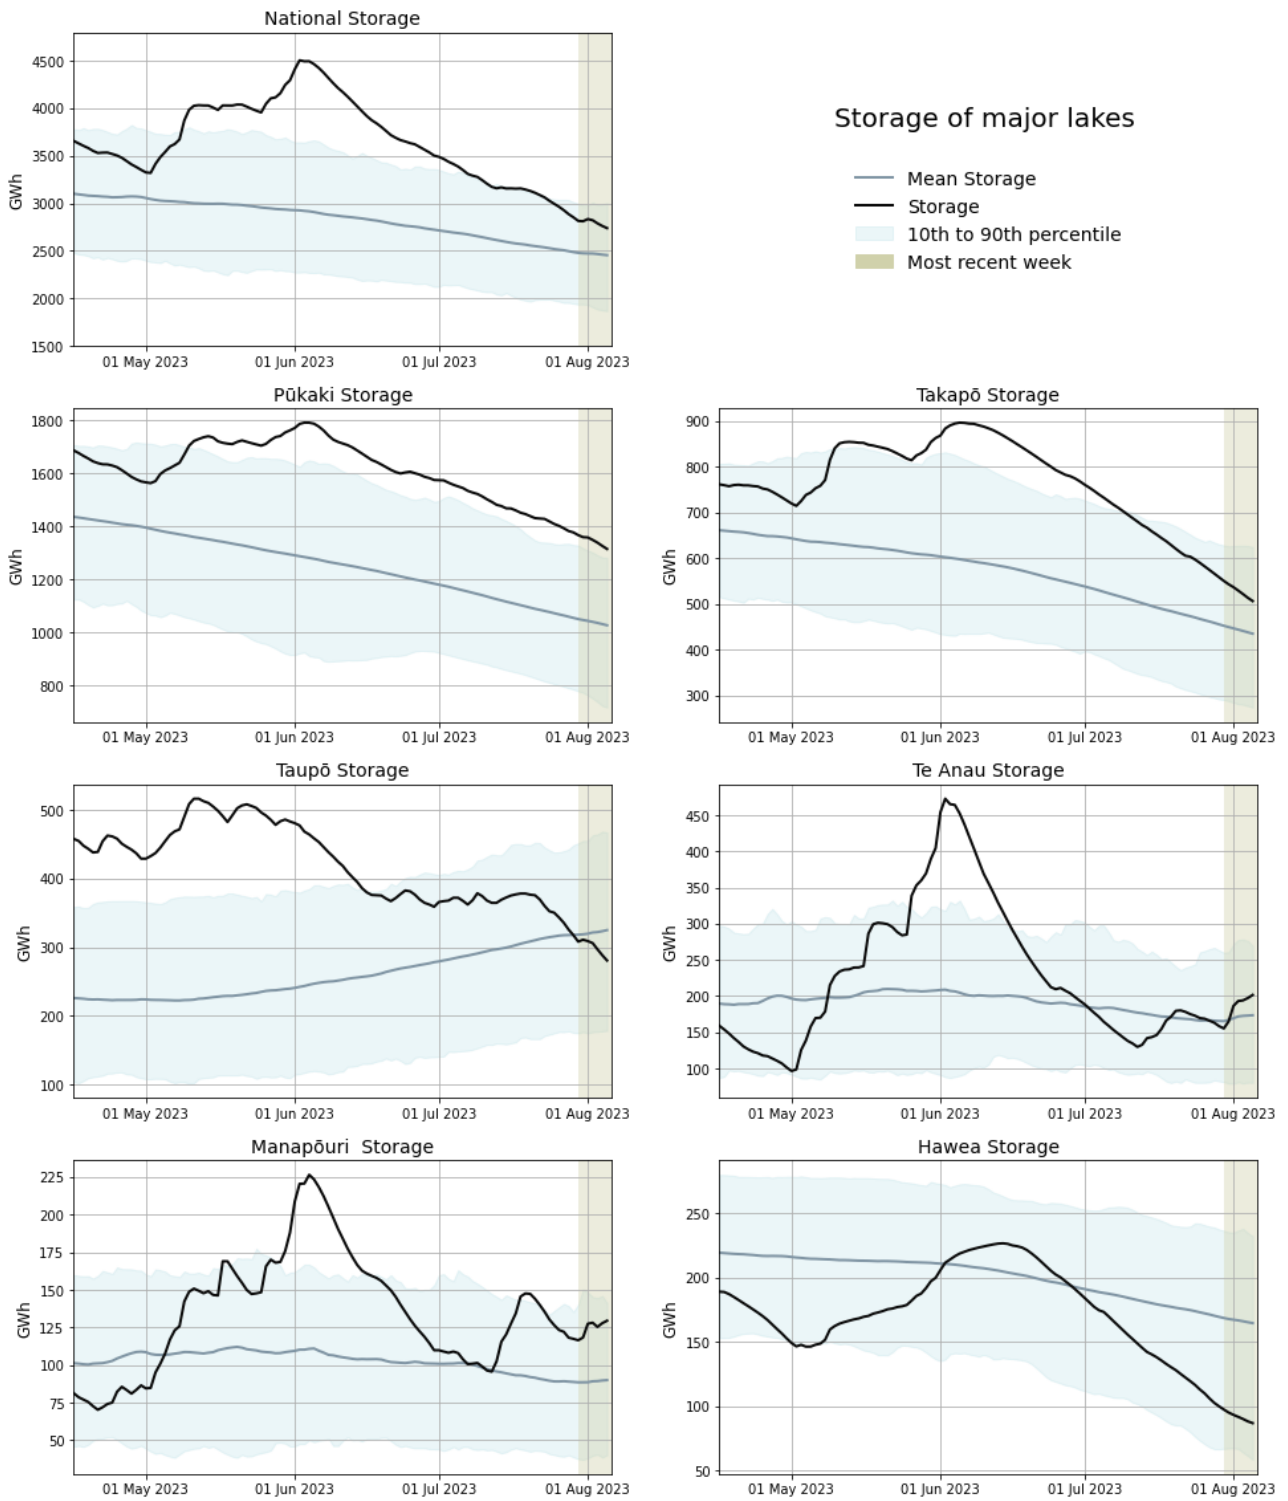 National Storage
GWh
4500
4000
3500
3000
2500
2000
1500
01 May 2023
01 Jun 2023
01 Jul 2023
01 Aug 2023
Storage of major lakes
Mean Storage
Storage
10th to 90th percentile
Most recent week
Pūkaki Storage
GWh
1800
1600
1400
1200
1000
800
01 May 2023
01 Jun 2023
01 Jul 2023
01 Aug 2023
Takapō Storage
GWh
900
800
700
600
500
400
300
01 May 2023
01 Jun 2023
01 Jul 2023
01 Aug 2023
Taupō Storage
GWh
500
400
300
200
100
01 May 2023
01 Jun 2023
01 Jul 2023
01 Aug 2023
Te Anau Storage
GWh
450
400
350
300
250
200
150
100
01 May 2023
01 Jun 2023
01 Jul 2023
01 Aug 2023
Manapōuri  Storage
GWh
225
200
175
150
125
100
75
50
01 May 2023
01 Jun 2023
01 Jul 2023
01 Aug 2023
Hawea Storage
GWh
250
200
150
100
50
01 May 2023
01 Jun 2023
01 Jul 2023
01 Aug 2023